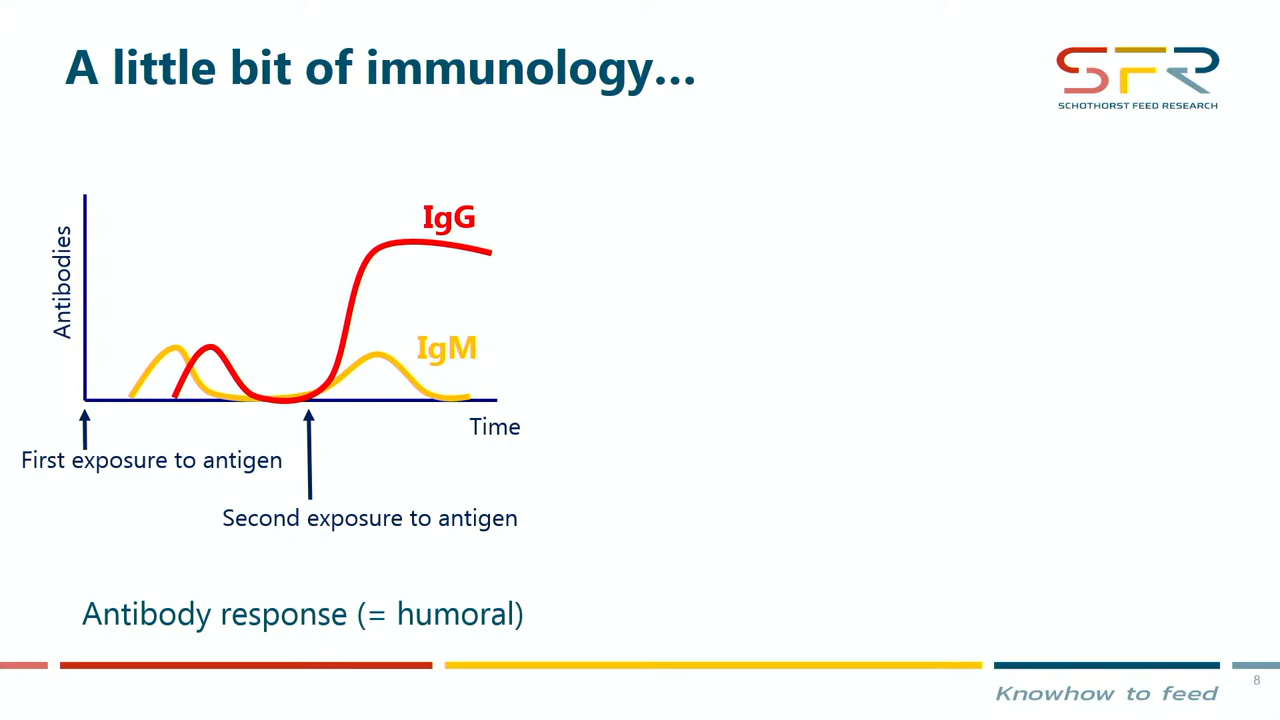 A little bit of immunology...
SFR
SCHOTHORST FEED RESEARCH
Antibodies
IgG
IgM
Time
First exposure to antigen
Second exposure to antigen
Antibody response (= humoral)
Knowhow to feed
8